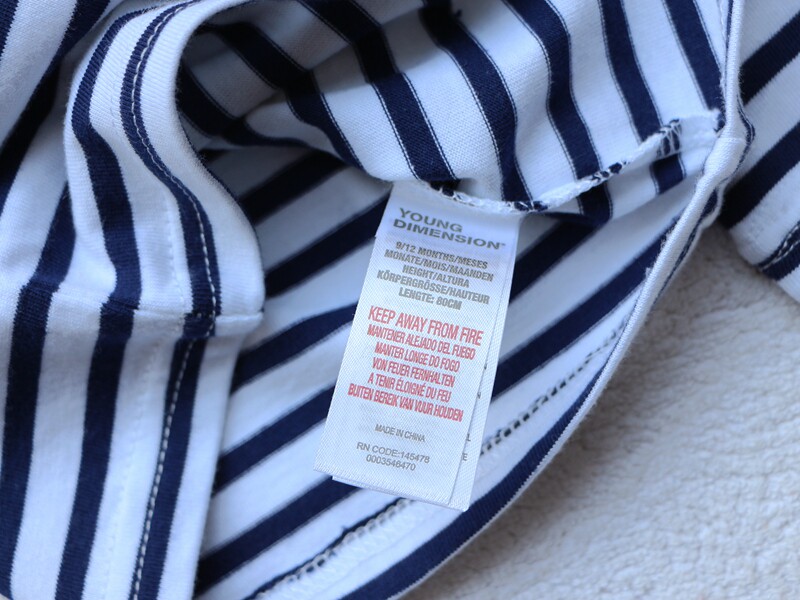 YOUNG
DIMENSION®
9/12 MONTHS/MESES
MONATE/MOIS/MAANDEN
HEIGHT/ALTURA
KÖRPERGRÖSSE/HAUTEUR
LENGTE: 80CM
KEEP AWAY FROM FIRE
MANTENER ALEJADO DEL FUEGO
MANTER LONGE DO FOGO
VON FEUER FERNHALTEN
A TENIR ÉLOIGNÉ DU FEU
BUITEN BEREIK VAN VUUR HOUDEN
MADE IN CHINA
RN CODE:145478
0003546470